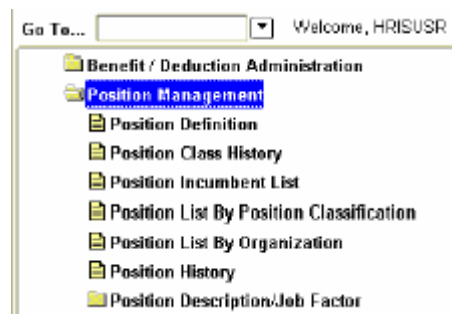 Go To... Welcome, HRISUSR
Benefit / Deduction Administration
Position Management
Position Definition
Position Class History
Position Incumbent List
Position List By Position Classification
Position List By Organization
Position History
Position Description/Job Factor